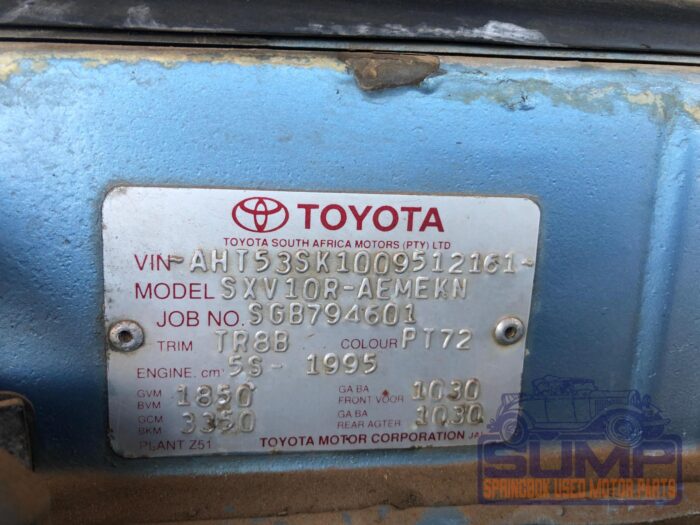 TOYOTA
TOYOTA SOUTH AFRICA MOTORS (PTY) LTD
VIN -AHT53SK1009512161-
MODEL SXV10R-AEMEKN
JOB NO. SGB794601
TRIM TR8B COLOUR PT72
ENGINE. cm 5S- 1995
GVM BVM 1850 GA BA FRONT VOOR 1030
GCM BKM 3350 GA BA REAR AGTER 1030
PLANT Z51 TOYOTA MOTOR CORPORATION
SUMP
SPRINGBOK USED MOTOR PARTS